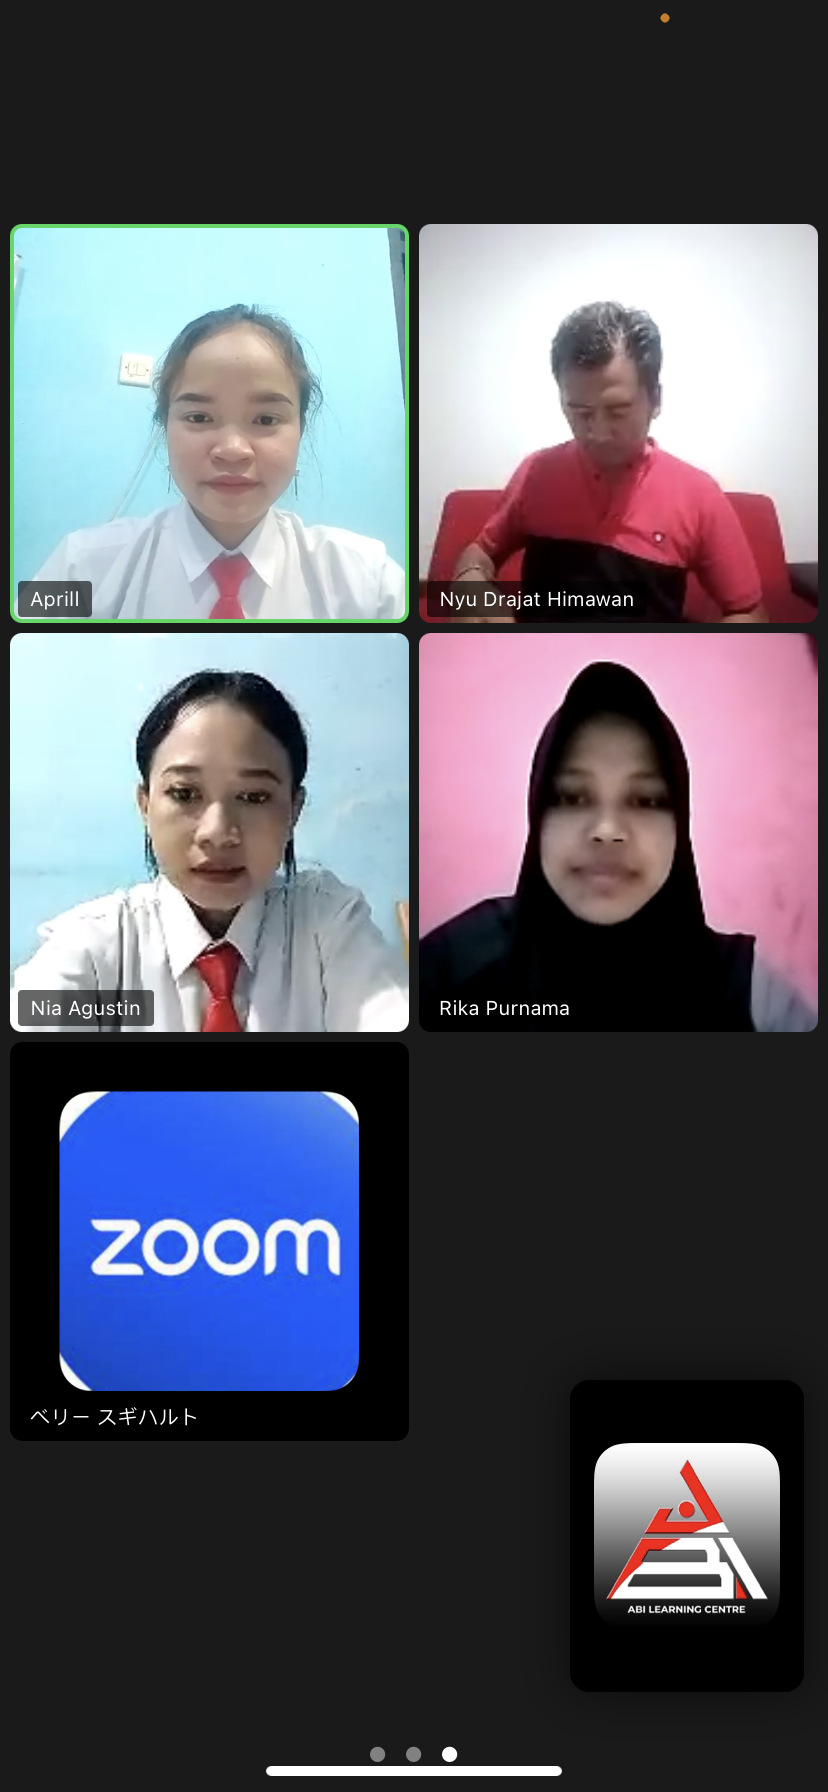 Aprill
Nyu Drajat Himawan
Nia Agustin
Rika Purnama
zoom
ベリー スギハルト
ABI
ABI LEARNING CENTRE